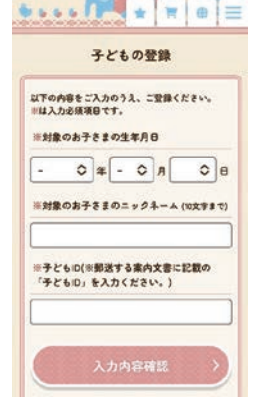 子どもの登録
以下の内容をご入力のうえ、ご登録ください。
※は入力必須項目です。
※対象のお子さまの生年月日
- 年 - 月 日
※対象のお子さまのニックネーム (10文字まで)
※子どもID(※郵送する案内文書に記載の
「子どもID」を入力ください。)
入力内容確認